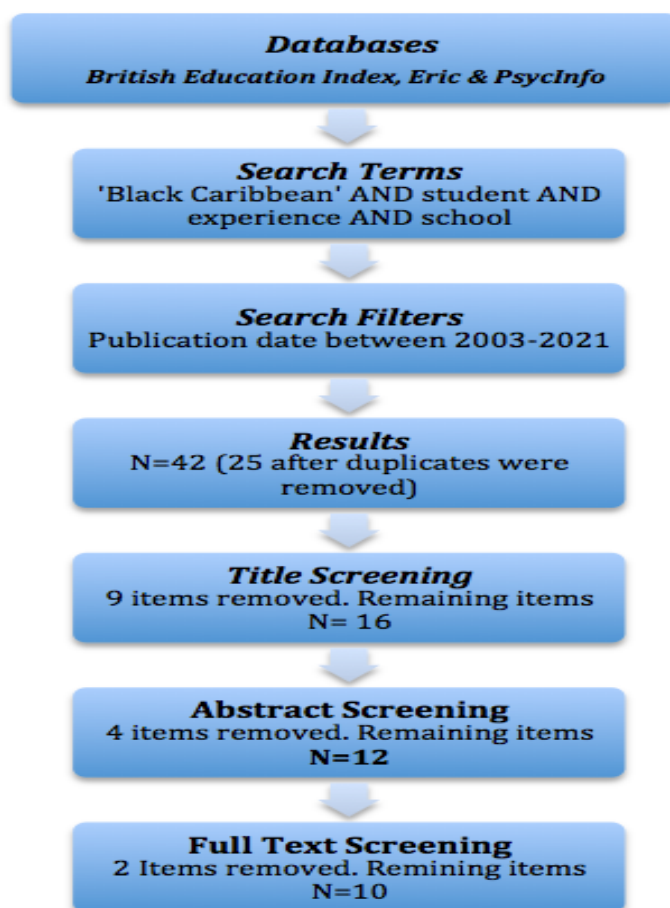 Databases
British Education Index, Eric & PsycInfo
Search Terms
'Black Caribbean' AND student AND
experience AND school
Search Filters
Publication date between 2003-2021
Results
N=42 (25 after duplicates were
removed)
Title Screening
9 items removed. Remaining items
N= 16
Abstract Screening
4 items removed. Remaining items
N=12
Full Text Screening
2 Items removed. Remining items
N=10